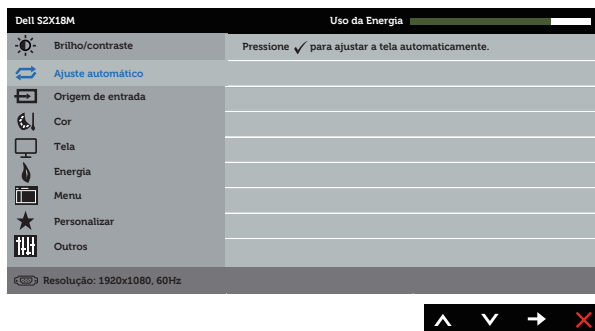 Dell S2X18M
Uso da Energia
Brilho/contraste
Pressione ✓ para ajustar a tela automaticamente.
Ajuste automático
Origem de entrada
Cor
Tela
Energia
Menu
Personalizar
Outros
Resolução: 1920x1080, 60Hz